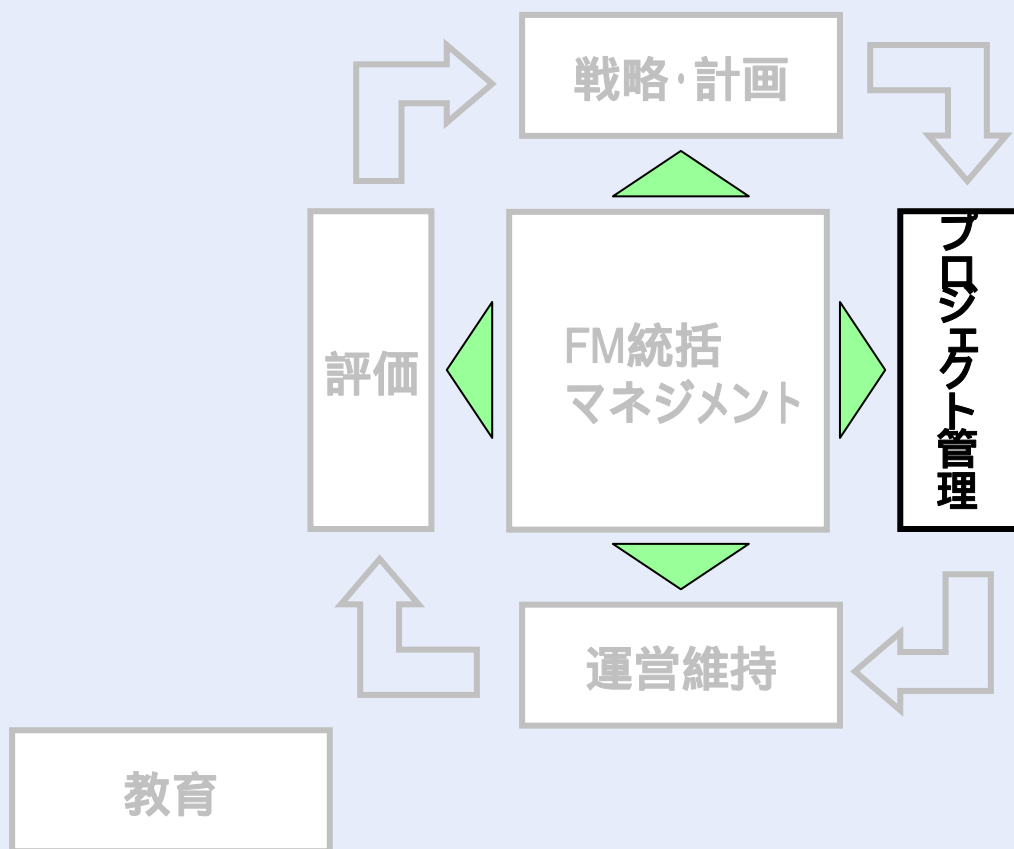 戦略・計画
評価
FM統括
マネジメント
プロジェクト管理
運営維持
教育